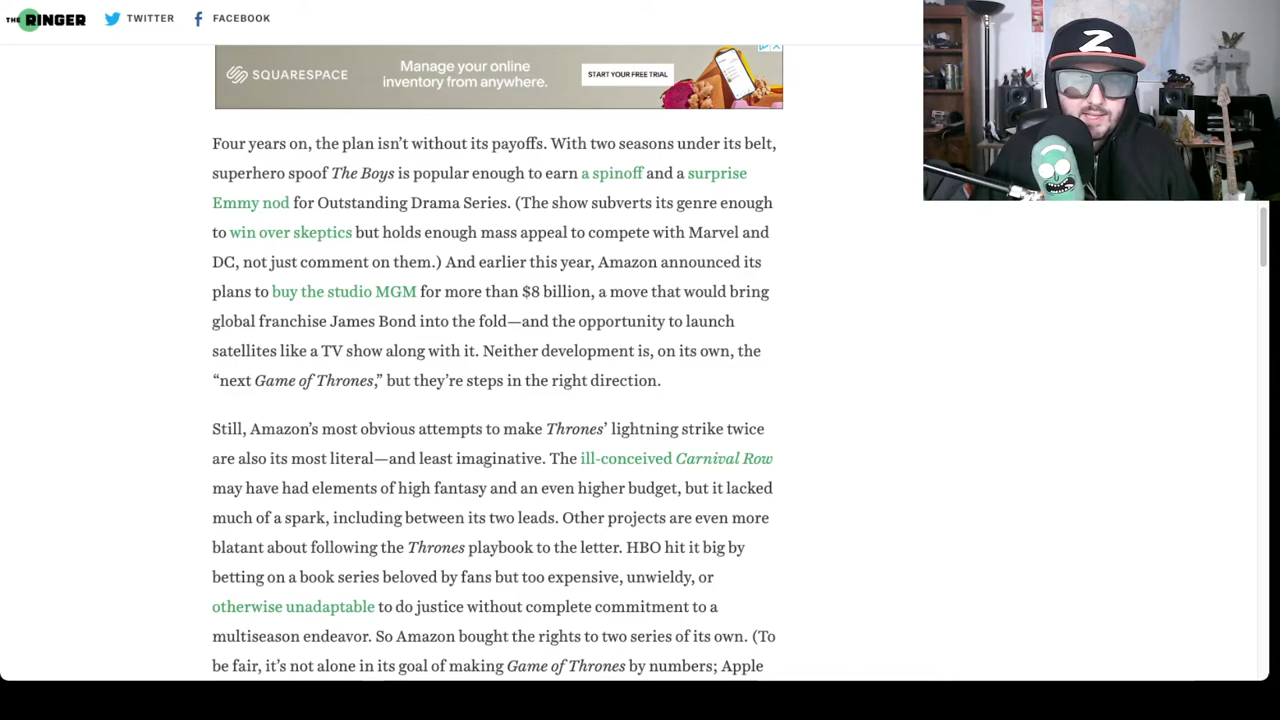 THE RINGER
TWITTER
FACEBOOK
SQUARESPACE
Manage your online
inventory from anywhere.
START YOUR FREE TRIAL
Four years on, the plan isn’t without its payoffs. With two seasons under its belt,
superhero spoof The Boys is popular enough to earn a spinoff and a surprise
Emmy nod for Outstanding Drama Series. (The show subverts its genre enough
to win over skeptics but holds enough mass appeal to compete with Marvel and
DC, not just comment on them.) And earlier this year, Amazon announced its
plans to buy the studio MGM for more than $8 billion, a move that would bring
global franchise James Bond into the fold—and the opportunity to launch
satellites like a TV show along with it. Neither development is, on its own, the
“next Game of Thrones,” but they’re steps in the right direction.
Still, Amazon’s most obvious attempts to make Thrones’ lightning strike twice
are also its most literal—and least imaginative. The ill-conceived Carnival Row
may have had elements of high fantasy and an even higher budget, but it lacked
much of a spark, including between its two leads. Other projects are even more
blatant about following the Thrones playbook to the letter. HBO hit it big by
betting on a book series beloved by fans but too expensive, unwieldy, or
otherwise unadaptable to do justice without complete commitment to a
multiseason endeavor. So Amazon bought the rights to two series of its own. (To
be fair, it’s not alone in its goal of making Game of Thrones by numbers; Apple
Z